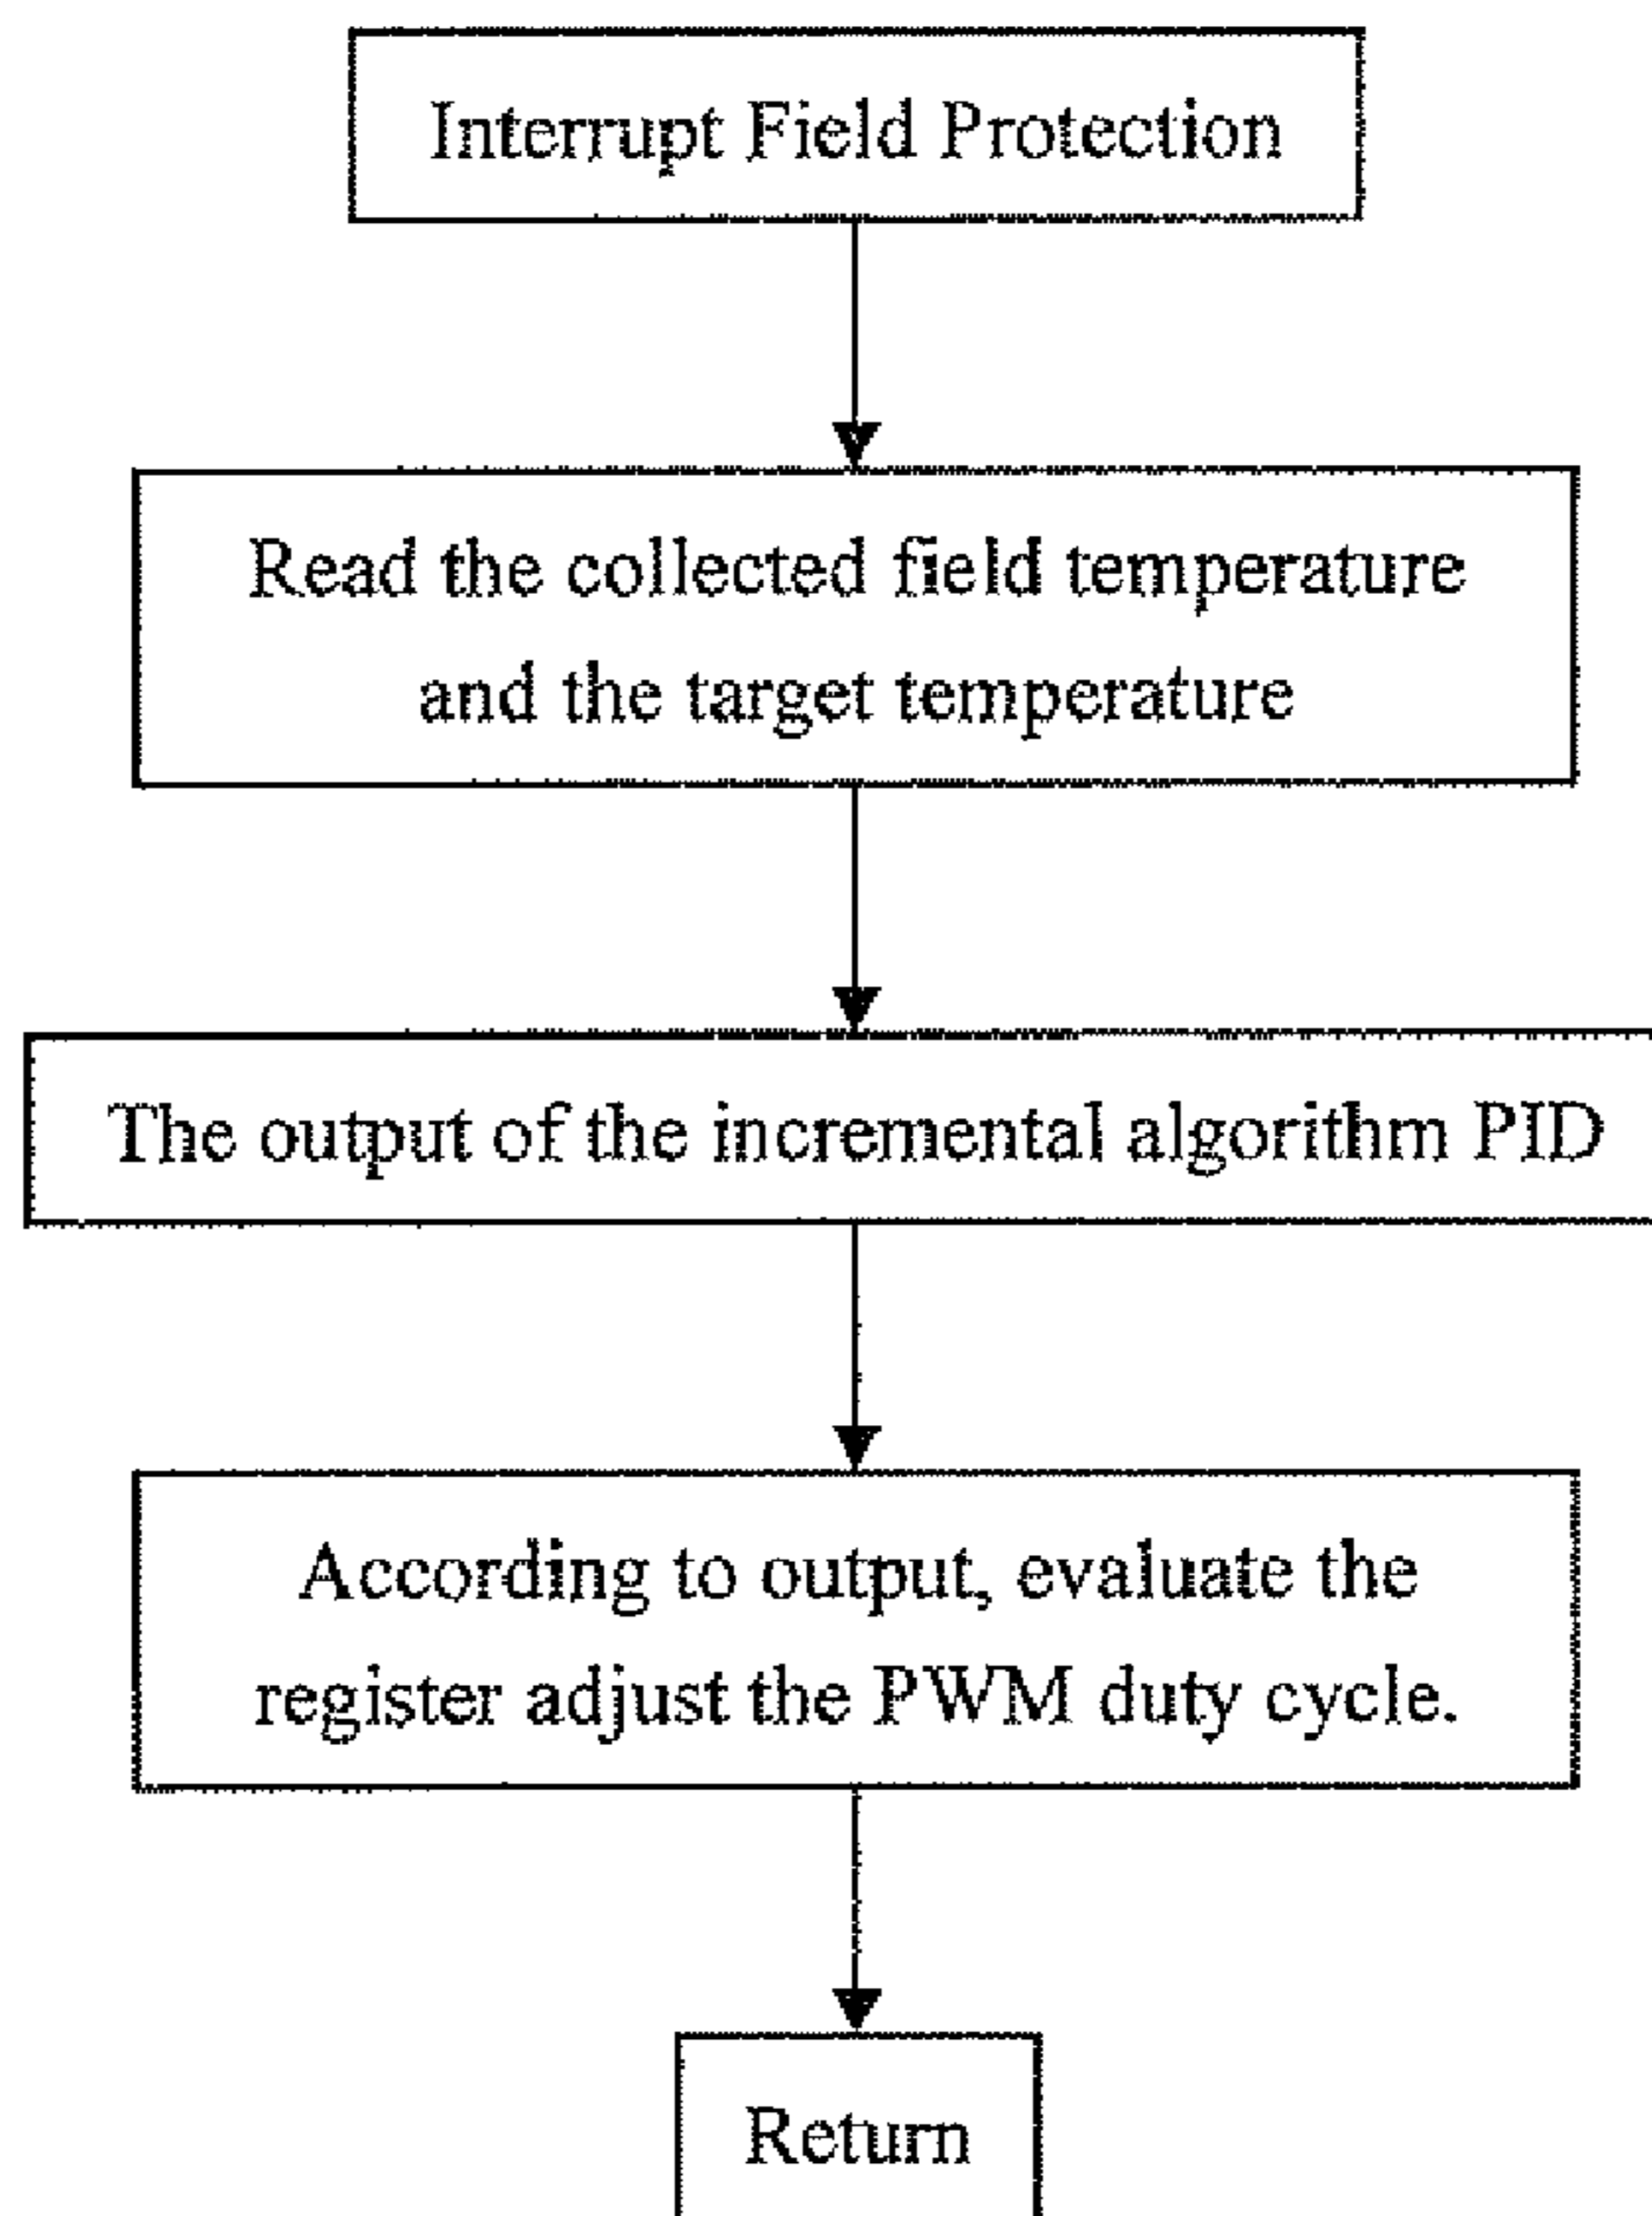 Interrupt Field Protection
Read the collected field temperature
and the target temperature
The output of the incremental algorithm PID
According to output, evaluate the
register adjust the PWM duty cycle.
Return